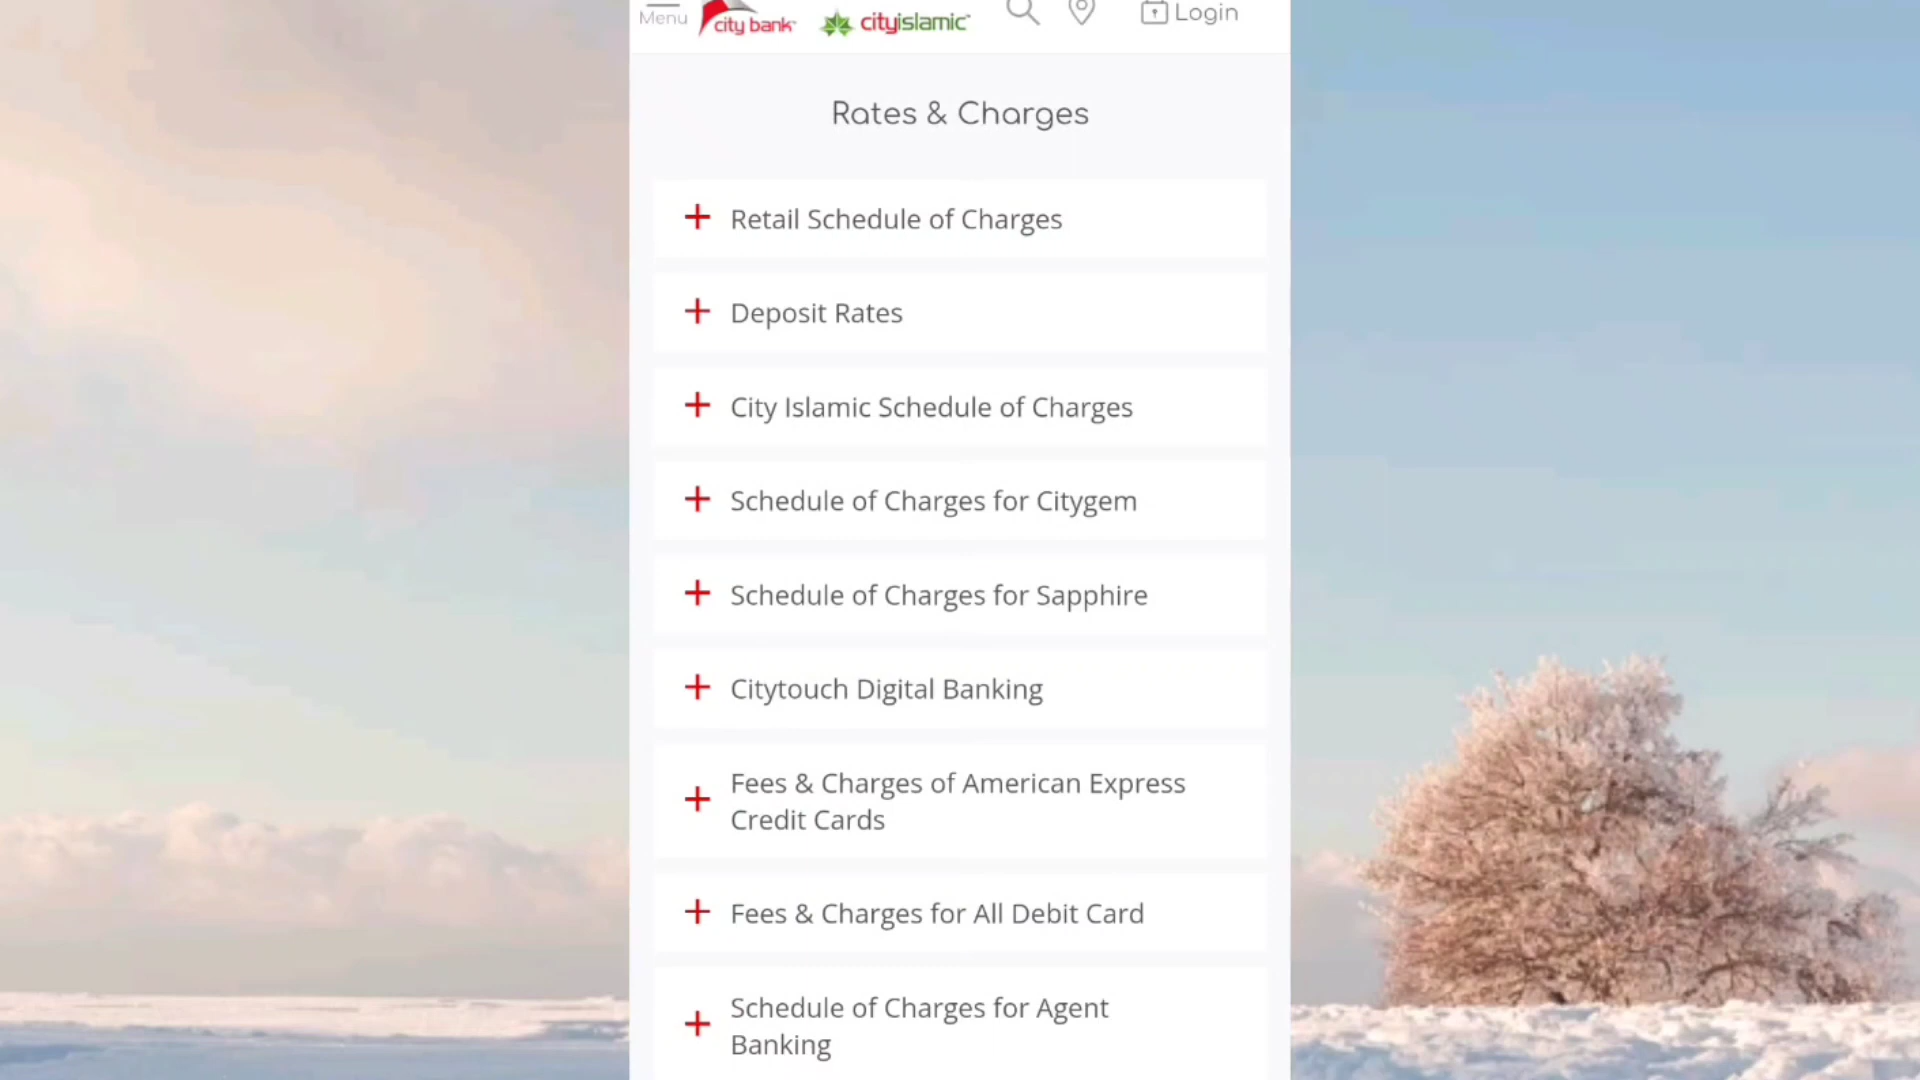 Menu city bank cityislamic Login
Rates & Charges
+ Retail Schedule of Charges
+ Deposit Rates
+ City Islamic Schedule of Charges
+ Schedule of Charges for Citygem
+ Schedule of Charges for Sapphire
+ Citytouch Digital Banking
+ Fees & Charges of American Express
Credit Cards
+ Fees & Charges for All Debit Card
+ Schedule of Charges for Agent
Banking